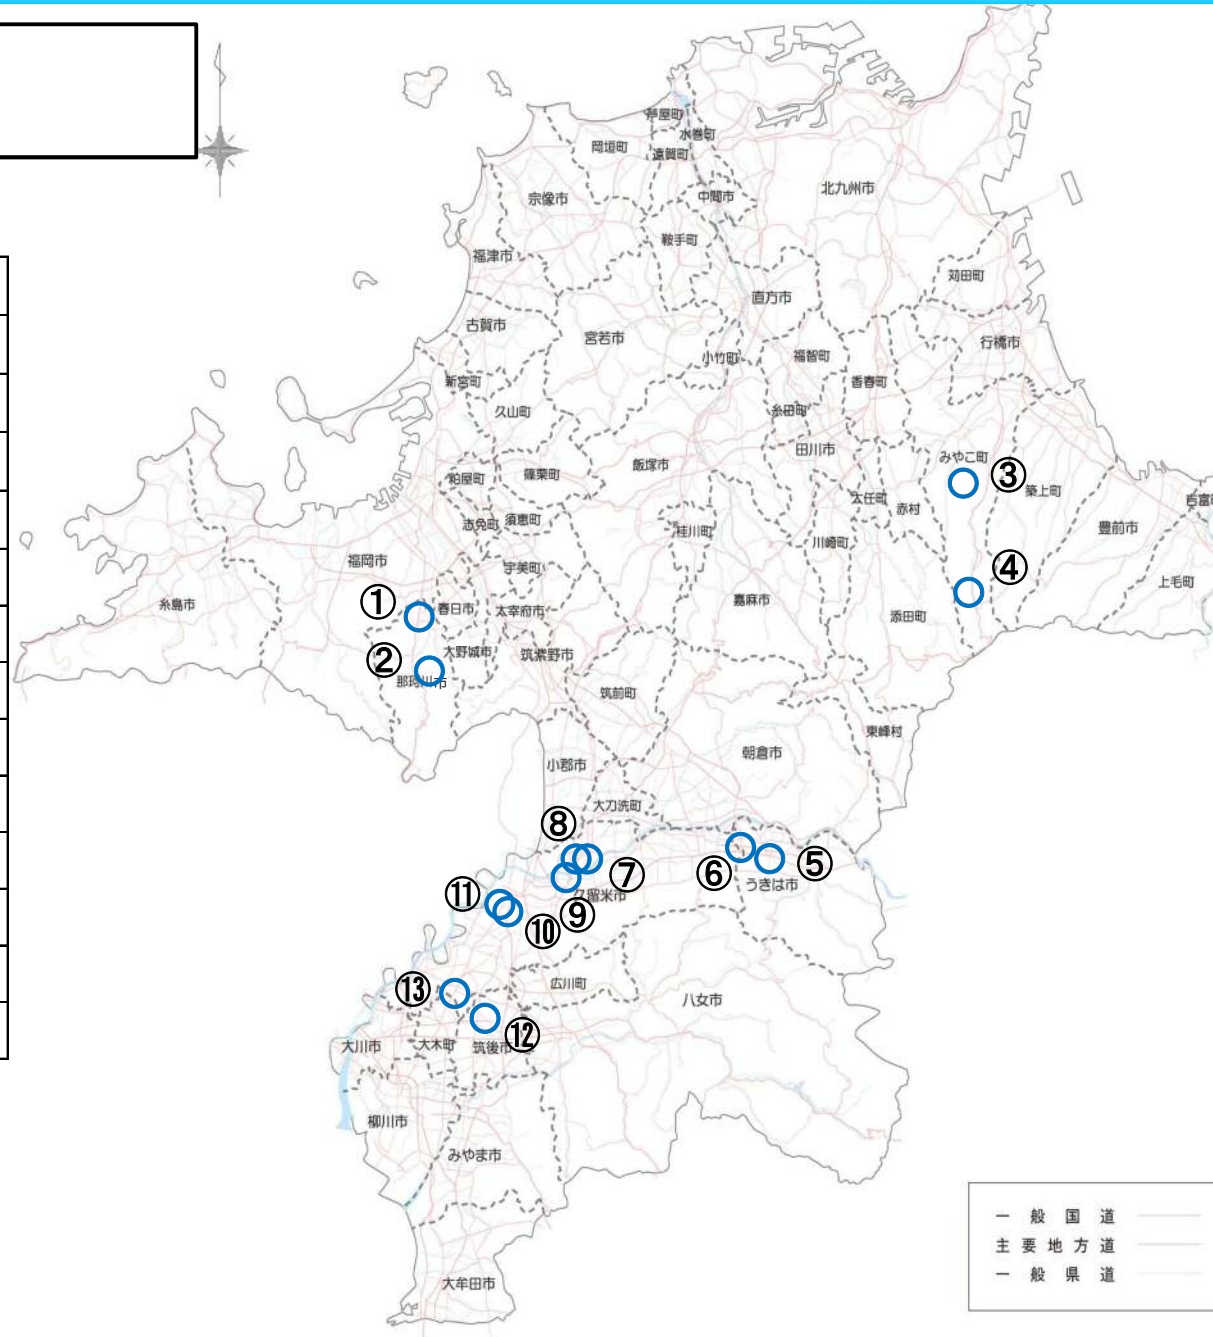 芦屋町
水巻町
岡垣町
遠賀町
北九州市
中間市
宗像市
鞍手町
福津市
苅田町
直方市
古賀市
宮若市
行橋市
小竹町
福智町
新宮町
香春町
久山町
糸田町
田川市
みやこ町
飯塚市
粕屋町
篠栗町
③
築上町
大任町
赤村
志免町
須恵町
桂川町
豊前市
川崎町
福岡市
宇美町
④
上毛町
①
春日市
太宰府市
嘉麻市
糸島市
添田町
②
大野城市
筑紫野市
那珂川市
筑前町
東峰村
朝倉市
小郡市
大刀洗町
⑧
⑤
⑥
⑦
うきは市
⑪
久留米市
⑨
⑩
広川町
⑬
八女市
⑫
大川市
大木町
筑後市
柳川市
みやま市
大牟田市
一般国道
主要地方道
一般県道